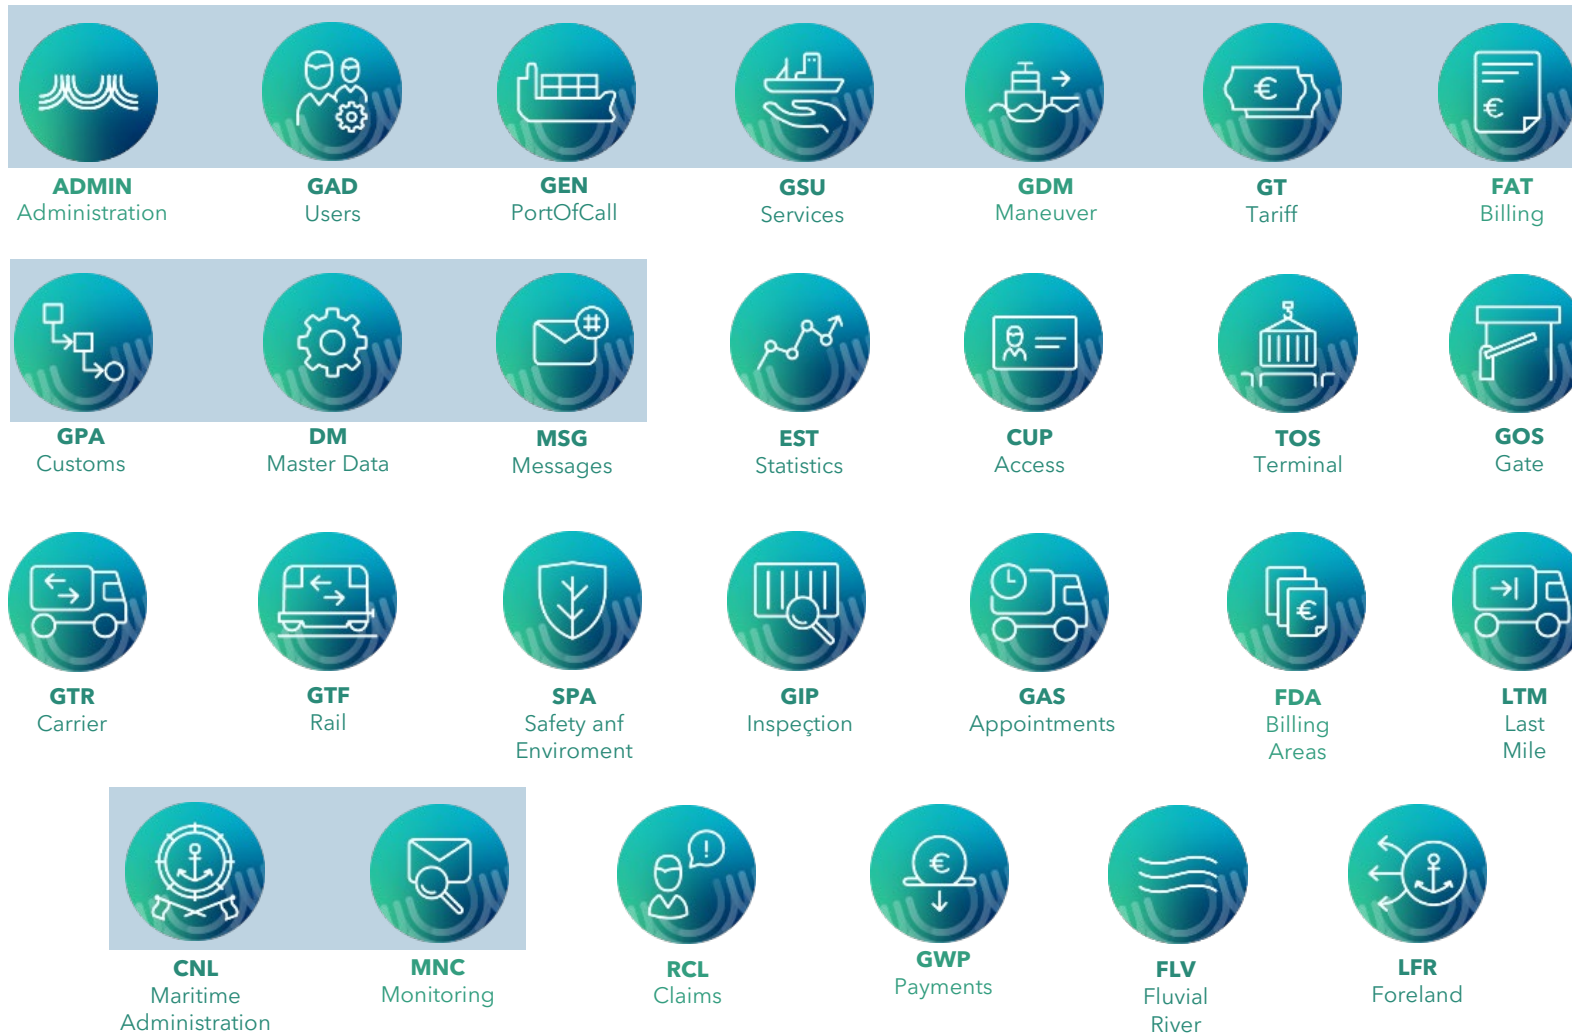 ADMIN
Administration
GAD
Users
GEN
PortOfCall
GSU
Services
GDM
Maneuver
GT
Tariff
FAT
Billing
GPA
Customs
DM
Master Data
MSG
Messages
EST
Statistics
CUP
Access
TOS
Terminal
GOS
Gate
GTR
Carrier
GTF
Rail
SPA
Safety anf
Enviroment
GIP
Inspeçtion
GAS
Appointments
FDA
Billing
Areas
LTM
Last
Mile
CNL
Maritime
Administration
MNC
Monitoring
RCL
Claims
GWP
Payments
FLV
Fluvial
River
LFR
Foreland